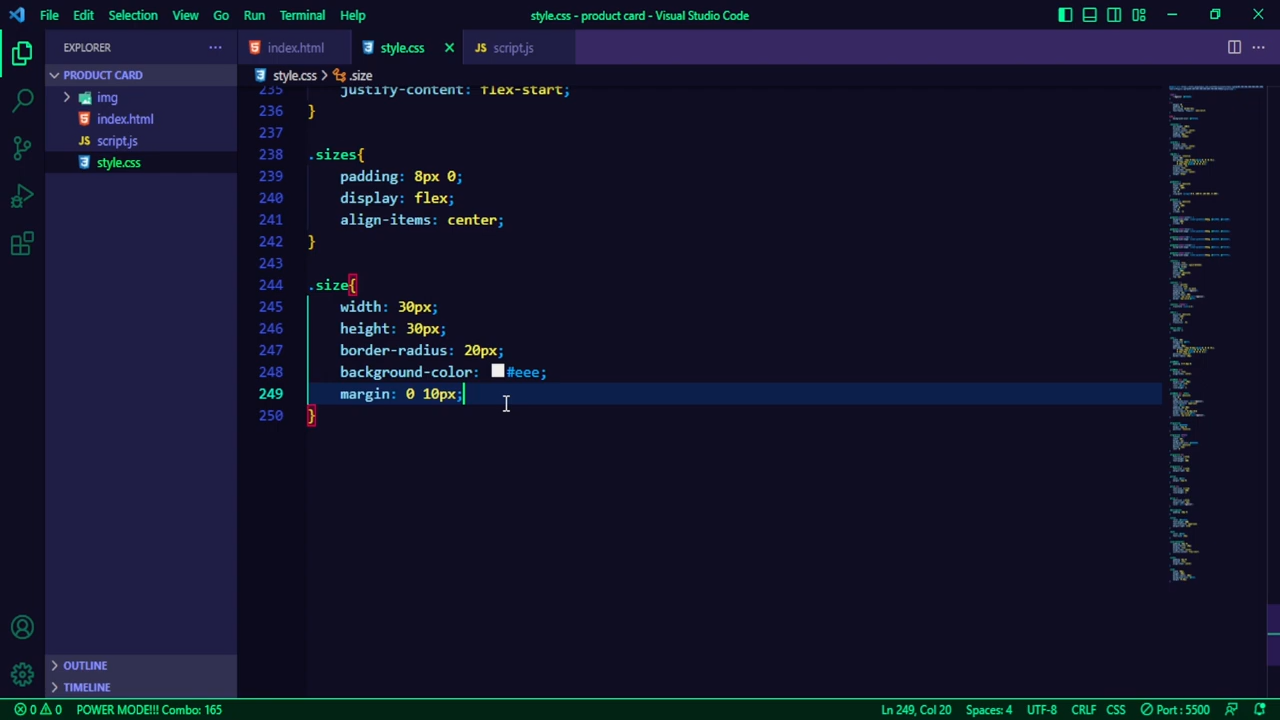 File Edit Selection View Go Run Terminal Help
style.css - product card - Visual Studio Code
EXPLORER
PRODUCT CARD
img
index.html
script.js
style.css
OUTLINE
TIMELINE
index.html
style.css
script.js
style.css > .size
235 justify-content: flex-start;
236 }
237
238 .sizes{
239 padding: 8px 0;
240 display: flex;
241 align-items: center;
242 }
243
244 .size{
245 width: 30px;
246 height: 30px;
247 border-radius: 20px;
248 background-color: #eee;
249 margin: 0 10px;
250 }
0 0 POWER MODE!!! Combo: 165
Ln 249, Col 20 Spaces: 4 UTF-8 CRLF CSS Port : 5500